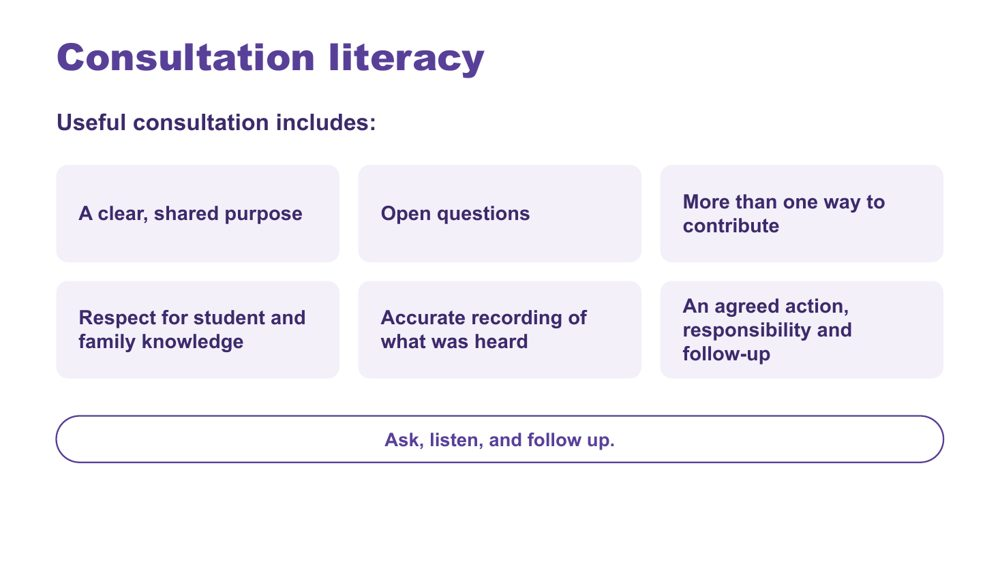 Consultation literacy
Useful consultation includes:
A clear, shared purpose
Open questions
More than one way to
contribute
Respect for student and
family knowledge
Accurate recording of
what was heard
An agreed action,
responsibility and
follow-up
Ask, listen, and follow up.